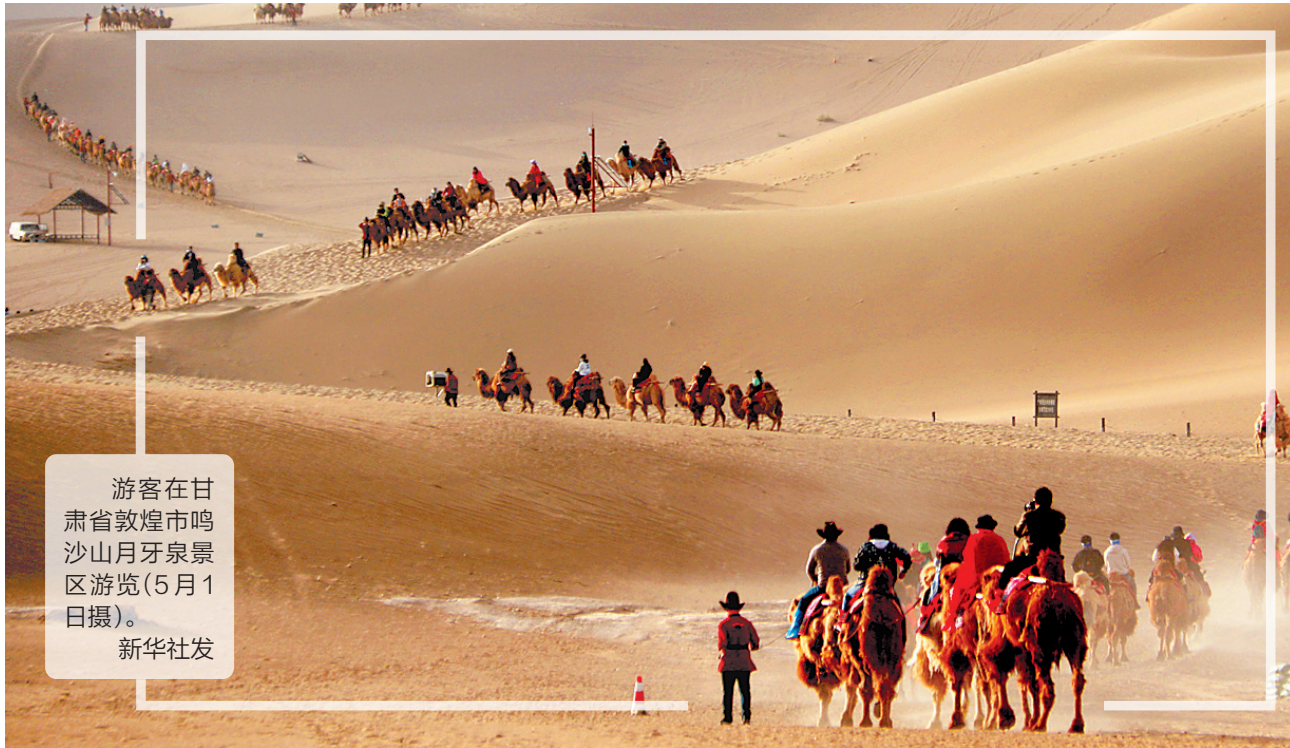 游客在甘
肃省敦煌市鸣
沙山月牙泉景
区游览(5月1
日摄)。
新华社发